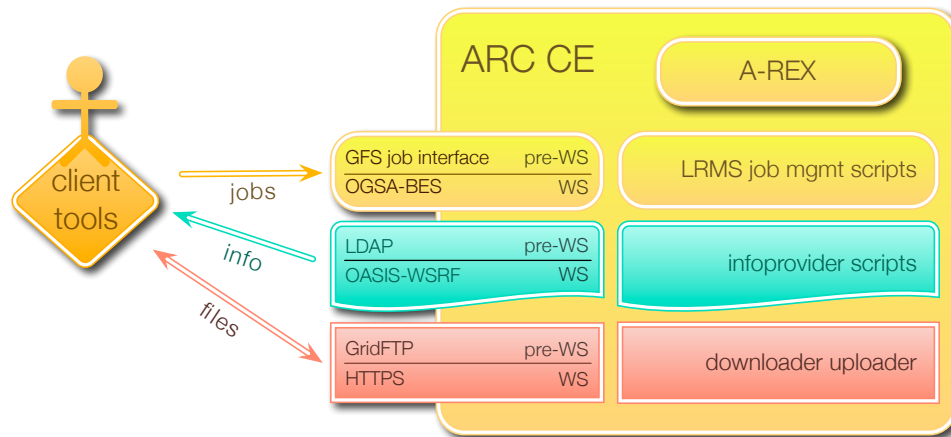 ARC CE
A-REX
client
tools
jobs
GFS job interface pre-WS
OGSA-BES WS
LRMS job mgmt scripts
info
LDAP pre-WS
OASIS-WSRF WS
infoprovider scripts
files
GridFTP pre-WS
HTTPS WS
downloader uploader